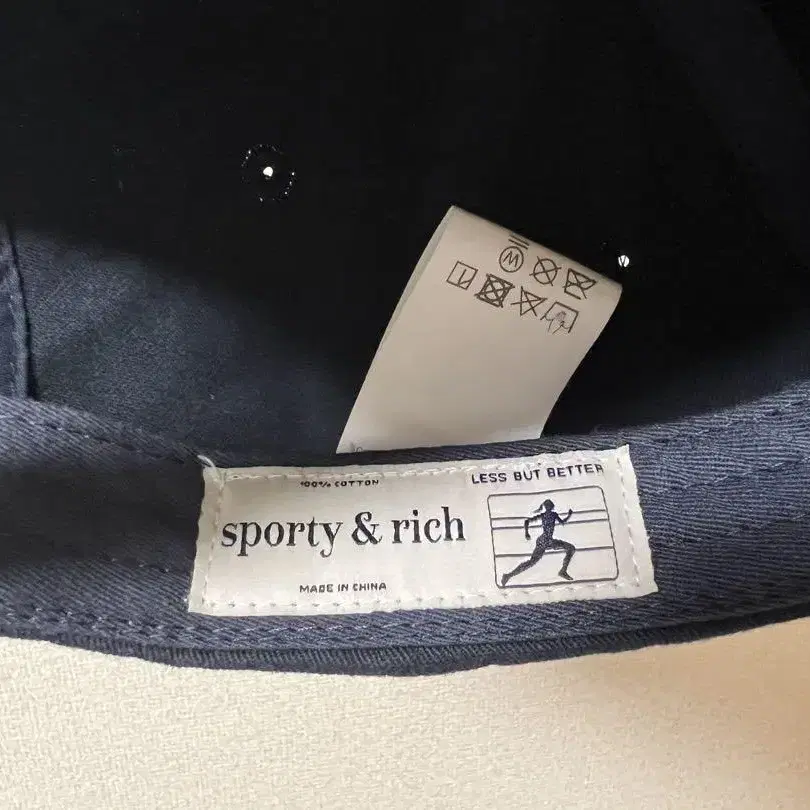 W
100% COTTON
LESS BUT BETTER
sporty & rich
MADE IN CHINA